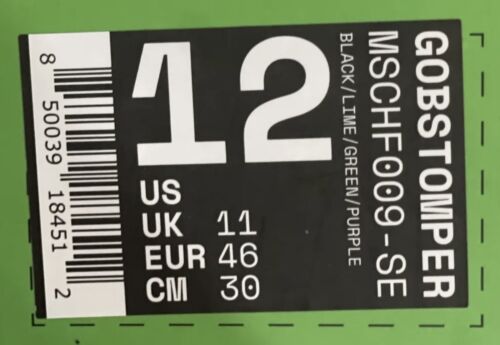 GOBSTOMPER
MSCHF009-SE
BLACK/LIME/GREEN/PURPLE
12
US
UK 11
EUR 46
CM 30
8 50039 18451 2